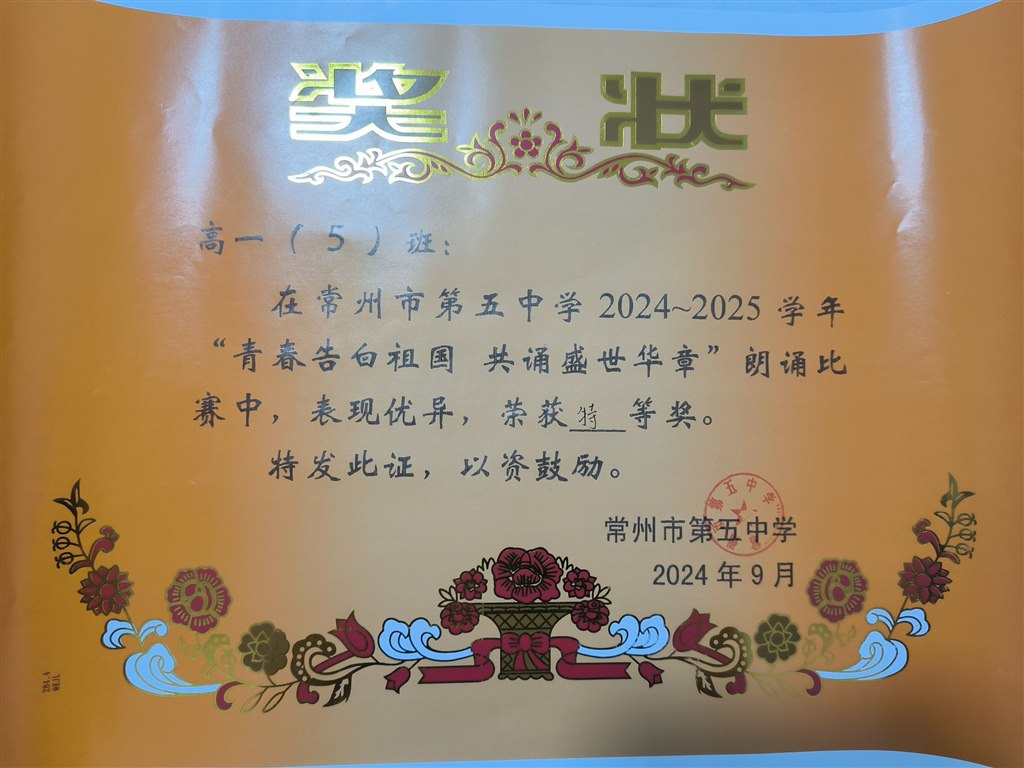 奖 状
高一（5）班：
在常州市第五中学2024~2025学年
“青春告白祖国 共诵盛世华章”朗诵比
赛中，表现优异，荣获特等奖。
特发此证，以资鼓励。
常州市第五中学
2024年9月